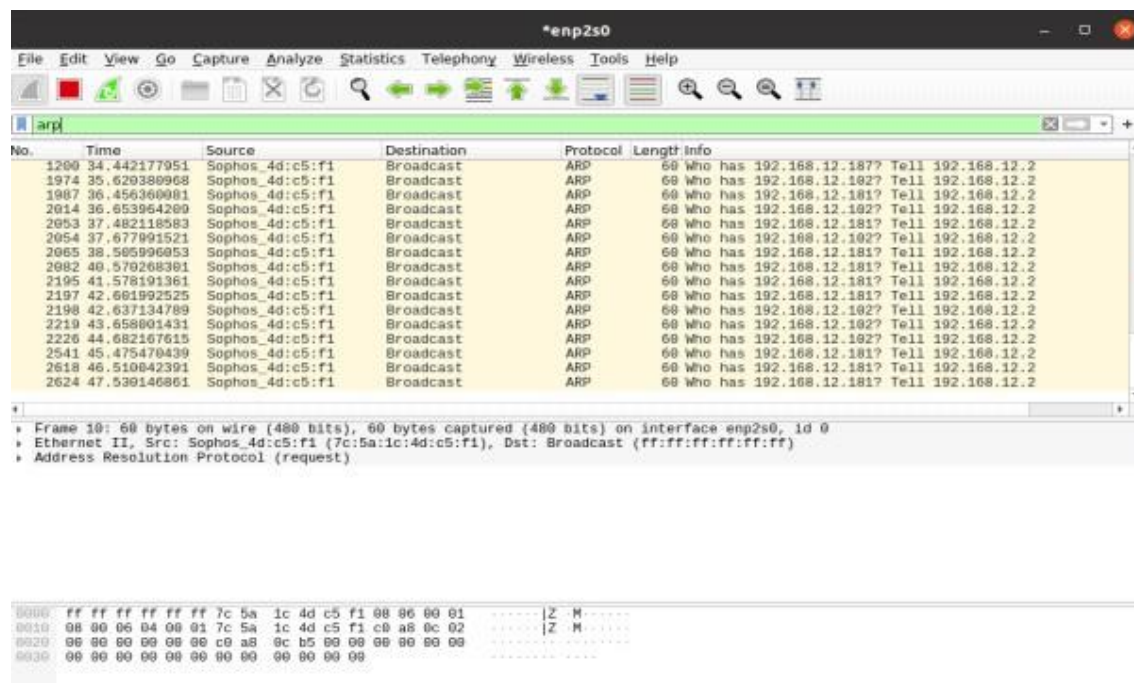 *enp2s0
File Edit View Go Capture Analyze Statistics Telephony Wireless Tools Help
arp
No. Time Source Destination Protocol Length Info
1200 34.442177951 Sophos_4d:c5:f1 Broadcast ARP 60 Who has 192.168.12.187? Tell 192.168.12.2
1974 35.620380968 Sophos_4d:c5:f1 Broadcast ARP 60 Who has 192.168.12.102? Tell 192.168.12.2
1987 36.456360081 Sophos_4d:c5:f1 Broadcast ARP 60 Who has 192.168.12.181? Tell 192.168.12.2
2014 36.653964209 Sophos_4d:c5:f1 Broadcast ARP 60 Who has 192.168.12.102? Tell 192.168.12.2
2053 37.482118583 Sophos_4d:c5:f1 Broadcast ARP 60 Who has 192.168.12.181? Tell 192.168.12.2
2054 37.677991521 Sophos_4d:c5:f1 Broadcast ARP 60 Who has 192.168.12.102? Tell 192.168.12.2
2065 38.505996053 Sophos_4d:c5:f1 Broadcast ARP 60 Who has 192.168.12.181? Tell 192.168.12.2
2082 40.570268301 Sophos_4d:c5:f1 Broadcast ARP 60 Who has 192.168.12.181? Tell 192.168.12.2
2195 41.578191361 Sophos_4d:c5:f1 Broadcast ARP 60 Who has 192.168.12.181? Tell 192.168.12.2
2197 42.601992525 Sophos_4d:c5:f1 Broadcast ARP 60 Who has 192.168.12.181? Tell 192.168.12.2
2198 42.637134789 Sophos_4d:c5:f1 Broadcast ARP 60 Who has 192.168.12.102? Tell 192.168.12.2
2219 43.658001431 Sophos_4d:c5:f1 Broadcast ARP 60 Who has 192.168.12.102? Tell 192.168.12.2
2226 44.682167615 Sophos_4d:c5:f1 Broadcast ARP 60 Who has 192.168.12.102? Tell 192.168.12.2
2541 45.475470439 Sophos_4d:c5:f1 Broadcast ARP 60 Who has 192.168.12.181? Tell 192.168.12.2
2618 46.510042391 Sophos_4d:c5:f1 Broadcast ARP 60 Who has 192.168.12.181? Tell 192.168.12.2
2624 47.530146861 Sophos_4d:c5:f1 Broadcast ARP 60 Who has 192.168.12.181? Tell 192.168.12.2
Frame 10: 60 bytes on wire (480 bits), 60 bytes captured (480 bits) on interface enp2s0, id 0
Ethernet II, Src: Sophos_4d:c5:f1 (7c:5a:1c:4d:c5:f1), Dst: Broadcast (ff:ff:ff:ff:ff:ff)
Address Resolution Protocol (request)
0000 ff ff ff ff ff ff 7c 5a 1c 4d c5 f1 08 06 00 01 ······|Z ·M······
0010 08 00 06 04 00 01 7c 5a 1c 4d c5 f1 c0 a8 0c 02 ······|Z ·M······
0020 00 00 00 00 00 00 c0 a8 0c b5 00 00 00 00 00 00 ········ ········
0030 00 00 00 00 00 00 00 00 00 00 00 00 ········ ····